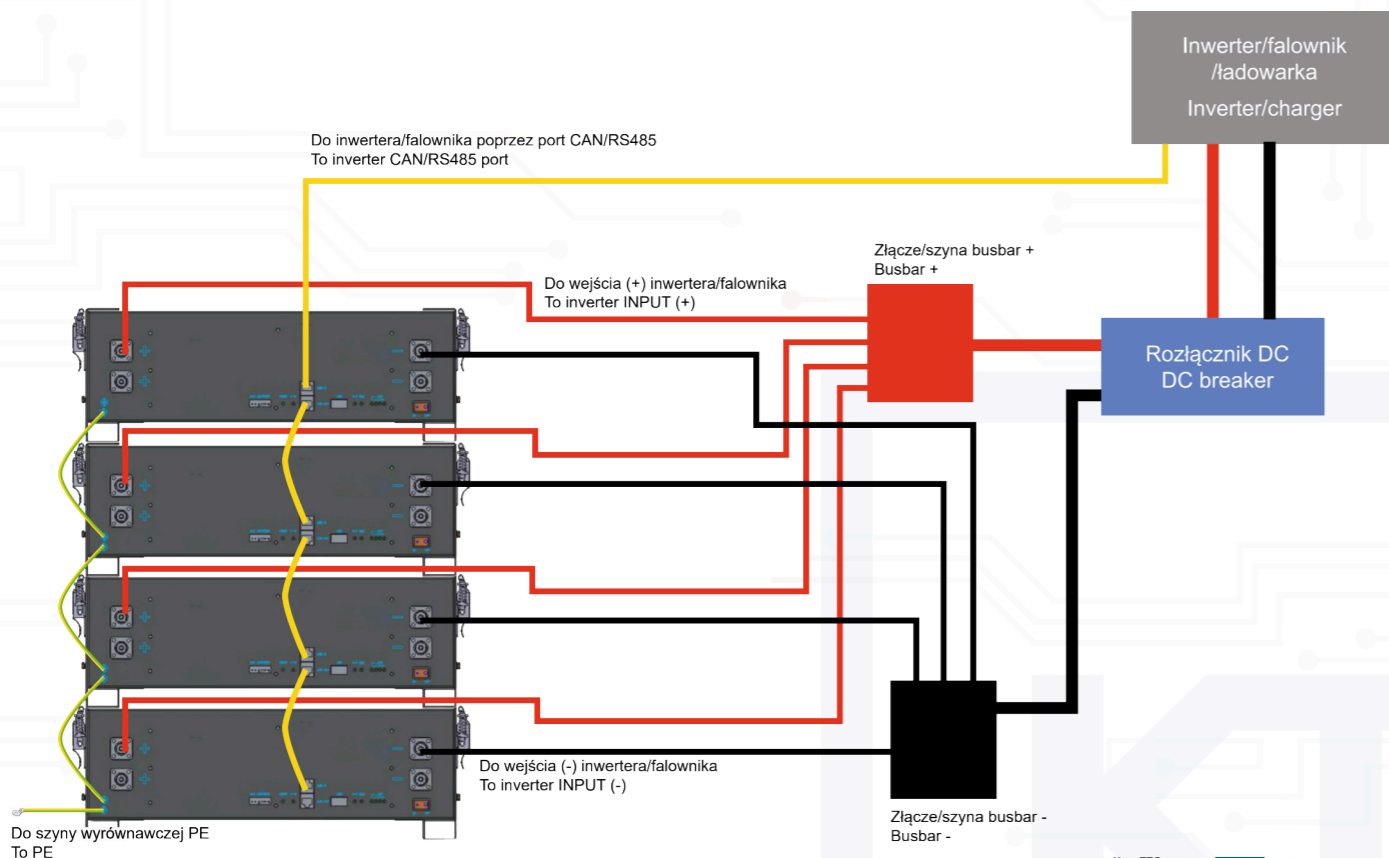 Inwerter/falownik
/ładowarka
Inverter/charger
Do inwertera/falownika poprzez port CAN/RS485
To inverter CAN/RS485 port
Złącze/szyna busbar +
Busbar +
Do wejścia (+) inwertera/falownika
To inverter INPUT (+)
Rozłącznik DC
DC breaker
Do wejścia (-) inwertera/falownika
To inverter INPUT (-)
Złącze/szyna busbar -
Busbar -
Do szyny wyrównawczej PE
To PE
KT